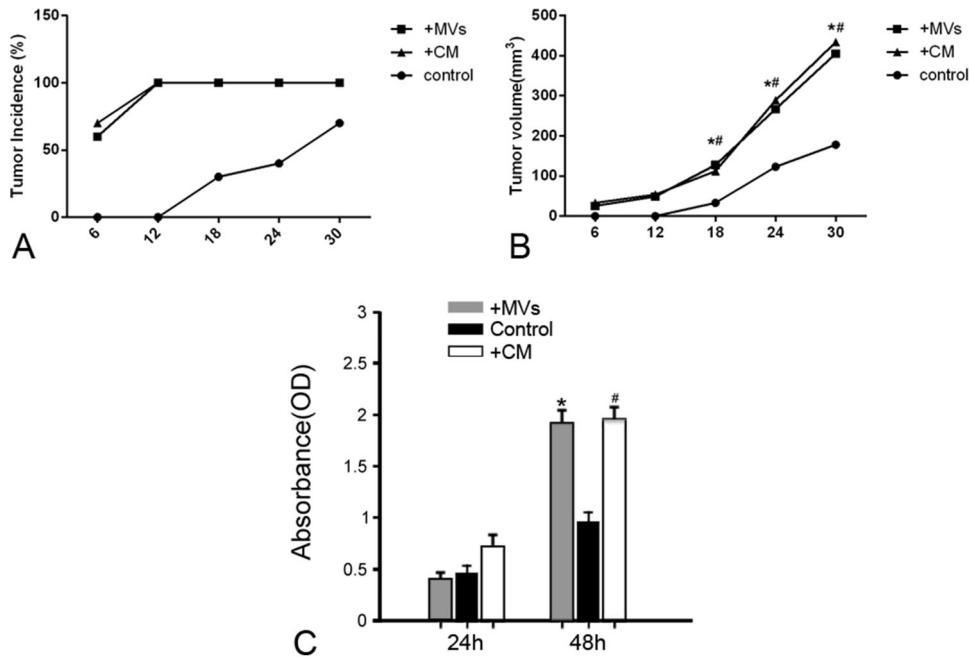 150
100
50
0
Tumor Incidence (%)
6
12
18
24
30
+MVs
+CM
control
A
500
400
300
200
100
0
Tumor volume(mm³)
6
12
18
24
30
*#
*#
*#
+MVs
+CM
control
B
3
2.5
2
1.5
1
0.5
0
Absorbance(OD)
+MVs
Control
+CM
*
#
24h
48h
C